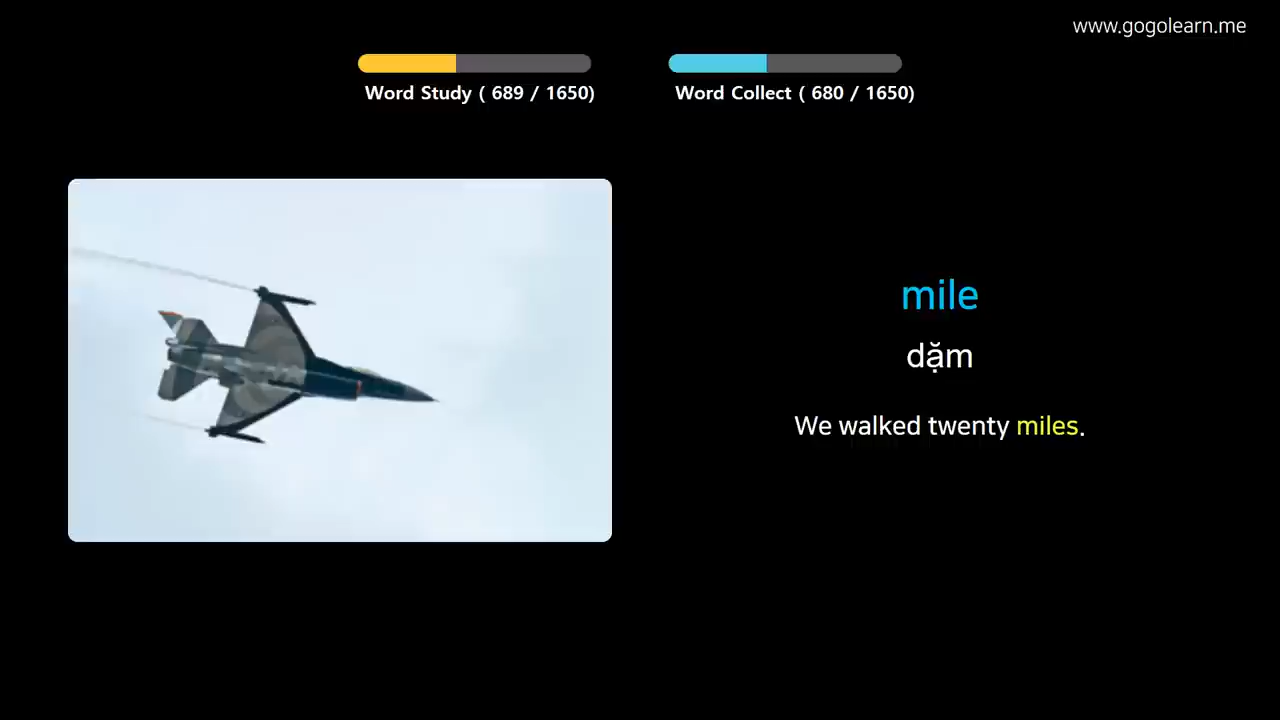 www.gogolearn.me
Word Study ( 689 / 1650)
Word Collect ( 680 / 1650)
mile
dặm
We walked twenty miles.